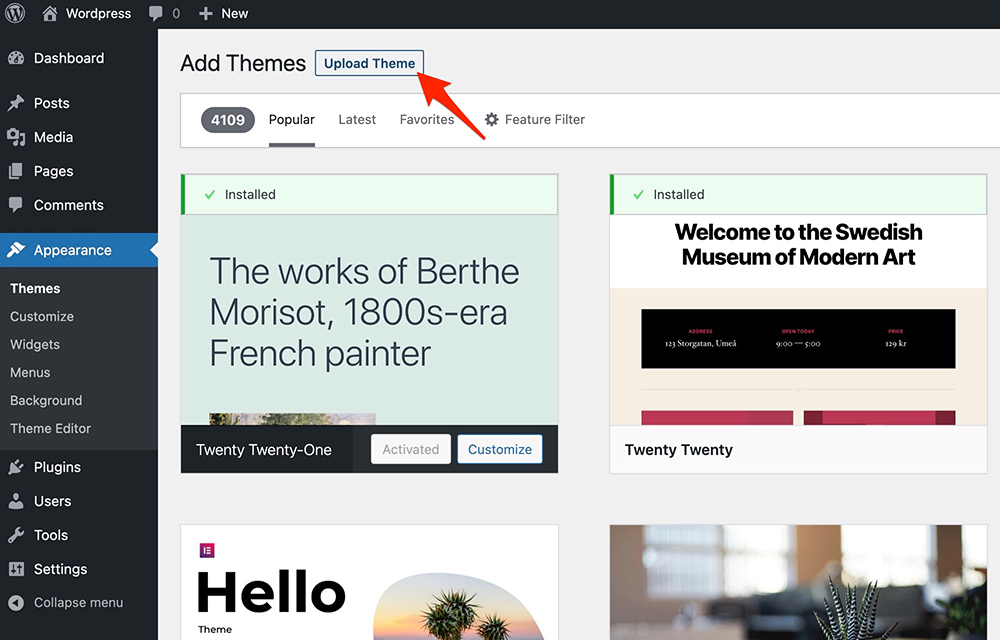 Wordpress
0
New
Dashboard
Posts
Media
Pages
Comments
Appearance
Themes
Customize
Widgets
Menus
Background
Theme Editor
Plugins
Users
Tools
Settings
Collapse menu
Add Themes
Upload Theme
4109
Popular
Latest
Favorites
Feature Filter
Installed
The works of Berthe
Morisot, 1800s-era
French painter
Twenty Twenty-One
Activated
Customize
Installed
Welcome to the Swedish
Museum of Modern Art
ADDRESS
123 Storgatan, Umeå
OPEN TODAY
9:00 — 5:00
PRICE
129 kr
Twenty Twenty
Hello
Theme